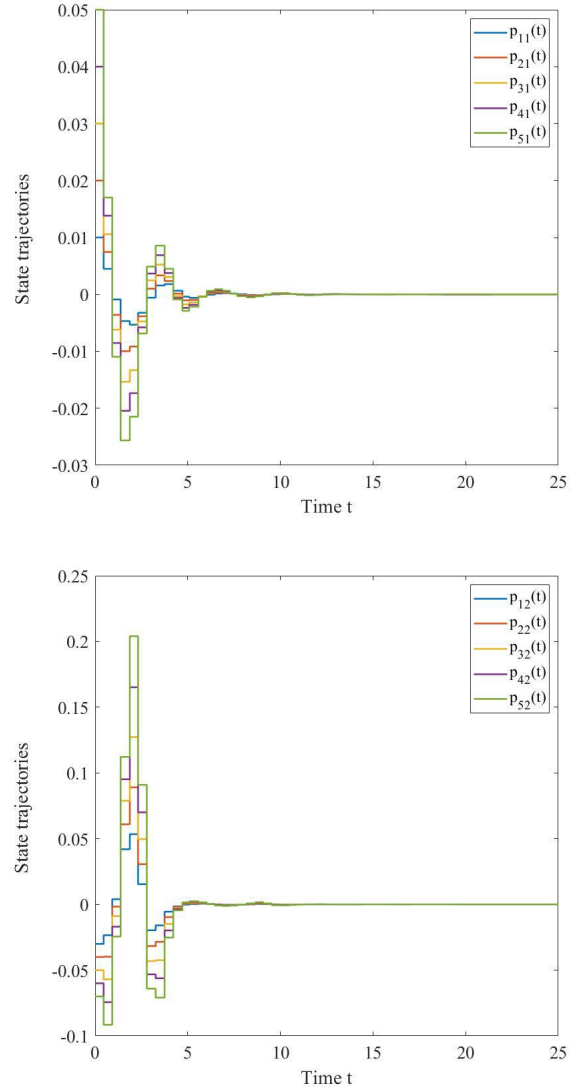 0.05
0.04
0.03
0.02
0.01
0
-0.01
-0.02
-0.03
State trajectories
p11(t)
p21(t)
p31(t)
p41(t)
p51(t)
0 5 10 15 20 25
Time t
0.25
0.2
0.15
0.1
0.05
0
-0.05
-0.1
State trajectories
p12(t)
p22(t)
p32(t)
p42(t)
p52(t)
0 5 10 15 20 25
Time t